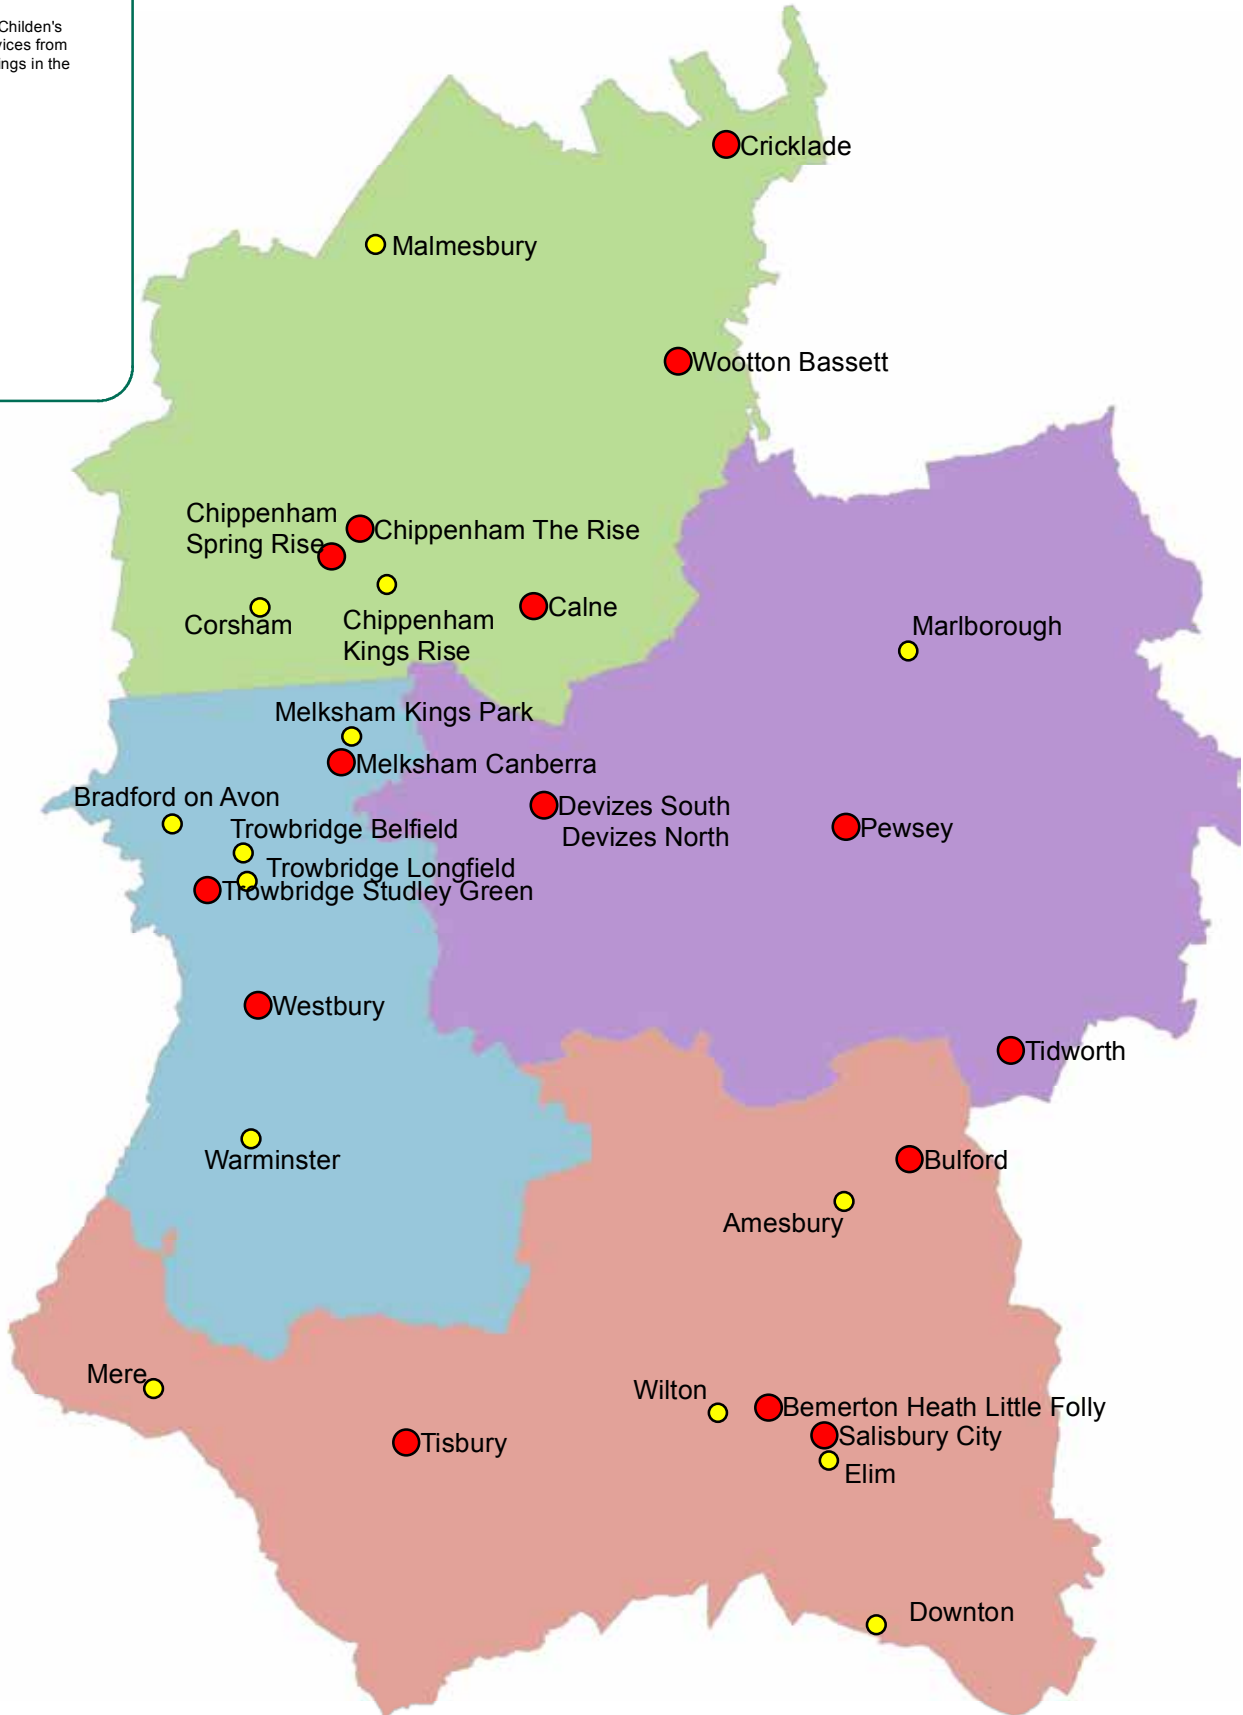 Childen's
vices from
ings in the
Cricklade
Malmesbury
Wootton Bassett
Chippenham
Spring Rise
Chippenham The Rise
Corsham
Chippenham
Kings Rise
Calne
Marlborough
Melksham Kings Park
Melksham Canberra
Bradford on Avon
Devizes South
Devizes North
Pewsey
Trowbridge Belfield
Trowbridge Longfield
Trowbridge Studley Green
Westbury
Tidworth
Warminster
Bulford
Amesbury
Mere
Wilton
Bemerton Heath Little Folly
Salisbury City
Tisbury
Elim
Downton